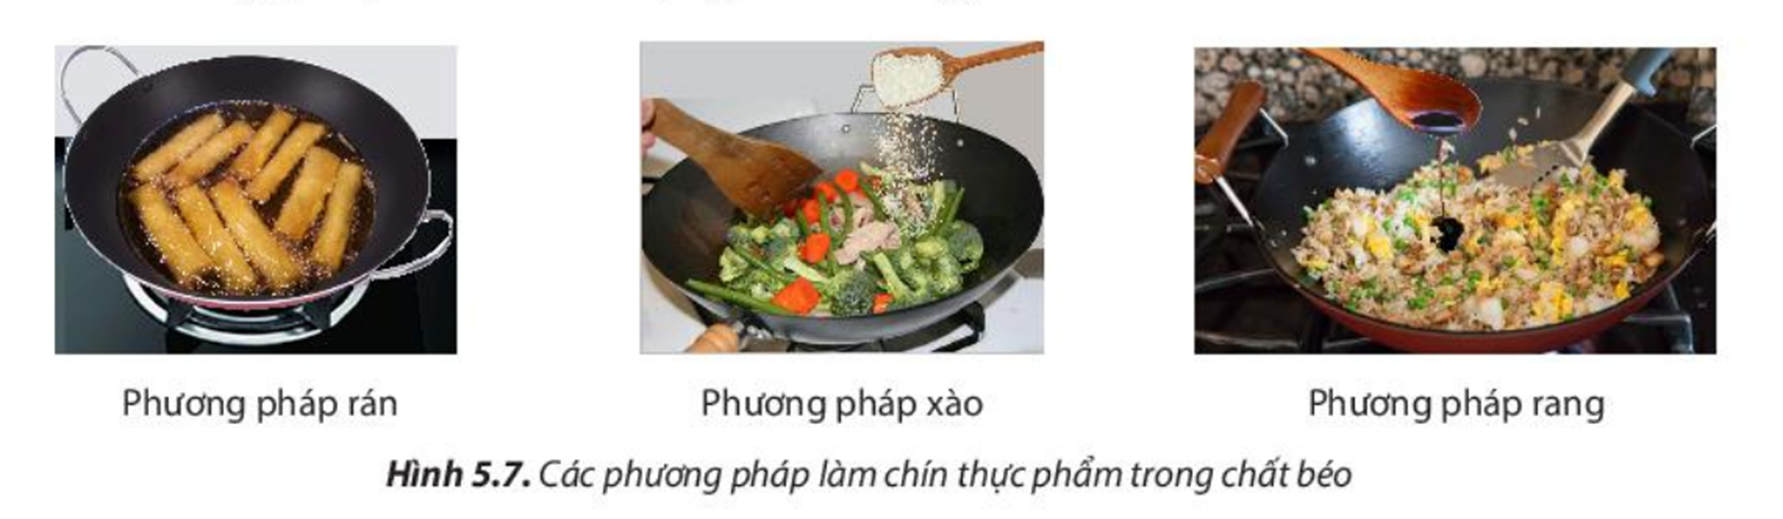 Phương pháp rán
Phương pháp xào
Phương pháp rang
Hình 5.7. Các phương pháp làm chín thực phẩm trong chất béo